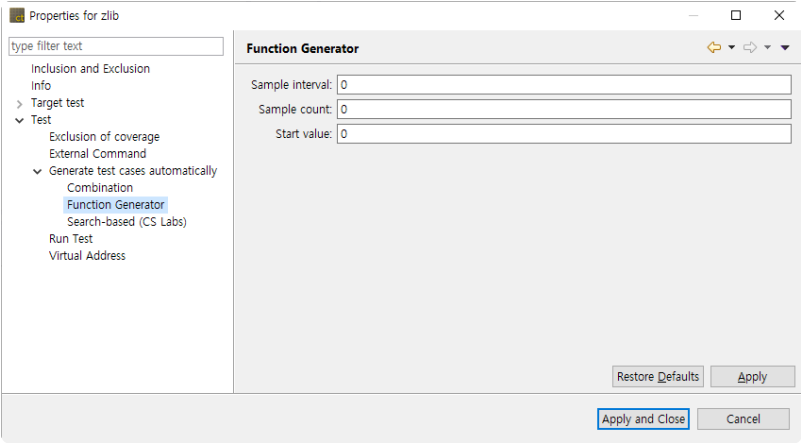 Properties for zlib
type filter text
Inclusion and Exclusion
Info
Target test
Test
Exclusion of coverage
External Command
Generate test cases automatically
Combination
Function Generator
Search-based (CS Labs)
Run Test
Virtual Address
Function Generator
Sample interval: 0
Sample count: 0
Start value: 0
Restore Defaults Apply
Apply and Close Cancel